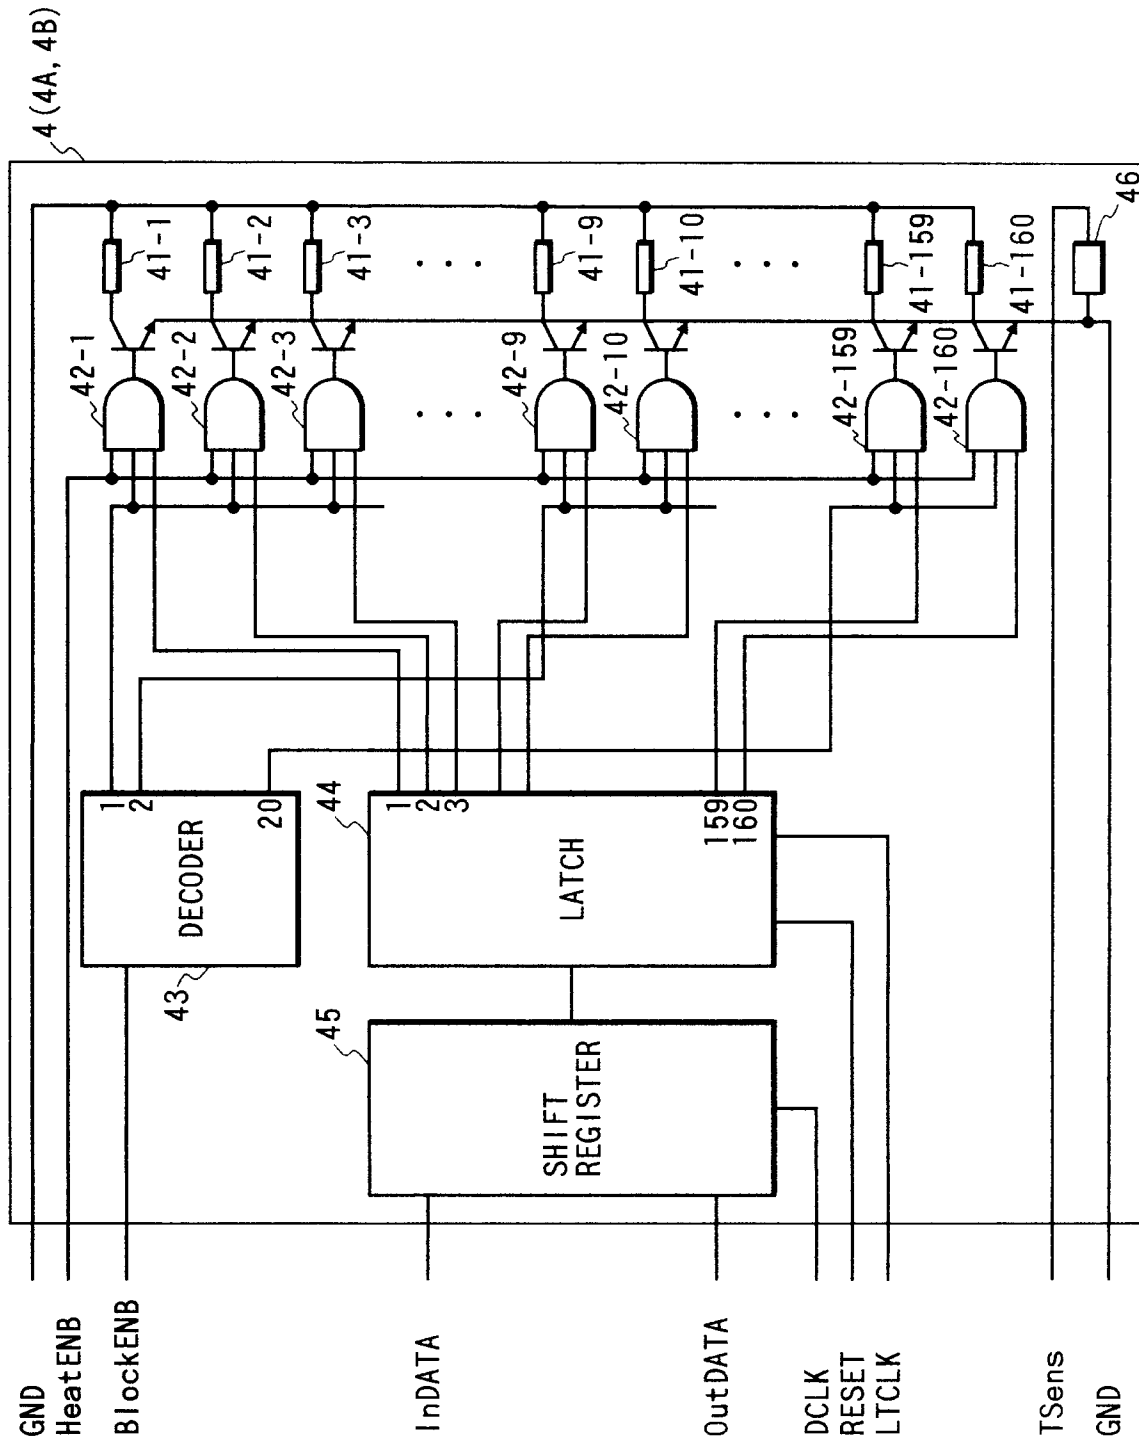 4 (4A, 4B)
41-1
41-2
41-3
. . .
41-9
41-10
. . .
41-159
41-160
46
42-1
42-2
42-3
. . .
42-9
42-10
. . .
42-159
42-160
1
2
20
DECODER
43
44
1
2
3
159
160
LATCH
45
SHIFT
REGISTER
GND
HeatENB
BlockENB
InDATA
OutDATA
DCLK
RESET
LTCLK
TSens
GND